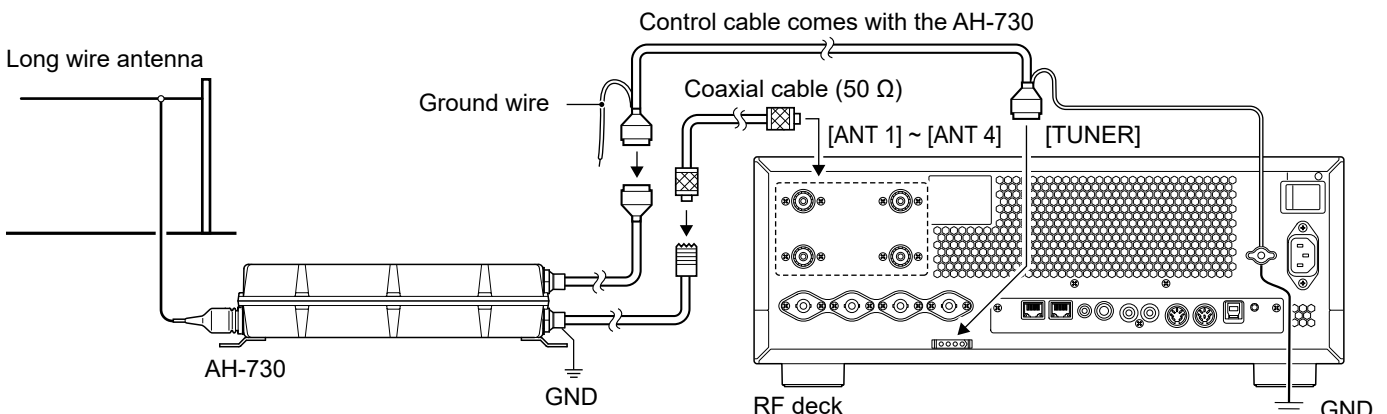 Control cable comes with the AH-730
Long wire antenna
Ground wire
Coaxial cable (50 Ω)
[ANT 1] ~ [ANT 4]
[TUNER]
AH-730
GND
RF deck
GND